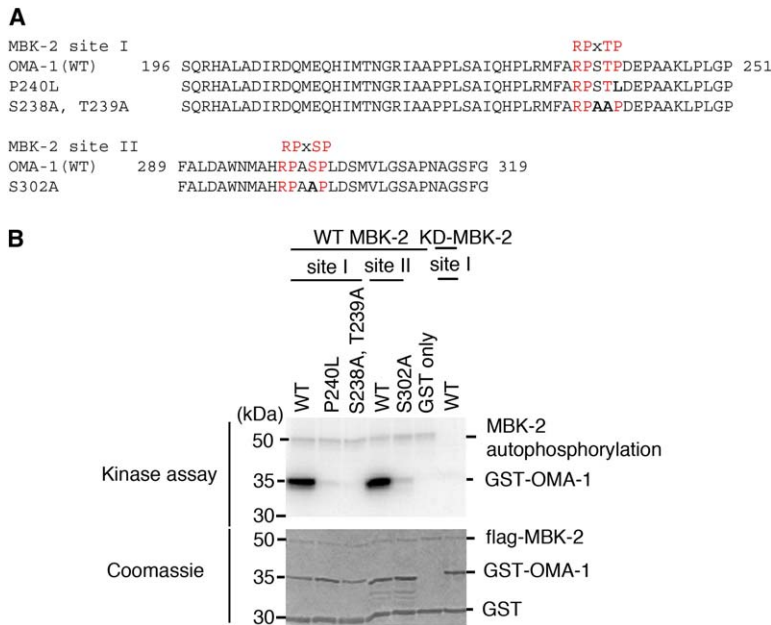 A
MBK-2 site I RPxTP
OMA-1(WT) 196 SQRHALADIRDQMEQHIMTNGRIAAPPLSAIQHPLRMFARPSTPDEPAAKLPLGP 251
P240L SQRHALADIRDQMEQHIMTNGRIAAPPLSAIQHPLRMFARPSTLDEPAAKLPLGP
S238A, T239A SQRHALADIRDQMEQHIMTNGRIAAPPLSAIQHPLRMFARPAAPDEPAAKLPLGP
MBK-2 site II RPxSP
OMA-1(WT) 289 FALDAWNMAHRPASPLDSMVLGSAPNAGSFG 319
S302A FALDAWNMAHRPAAPLDSMVLGSAPNAGSFG
B
WT MBK-2 KD-MBK-2
site I site II site I
WT P240L S238A, T239A WT S302A GST only WT
(kDa)
50 MBK-2 autophosphorylation
Kinase assay 35 GST-OMA-1
30
50 flag-MBK-2
Coomassie 35 GST-OMA-1
30 GST